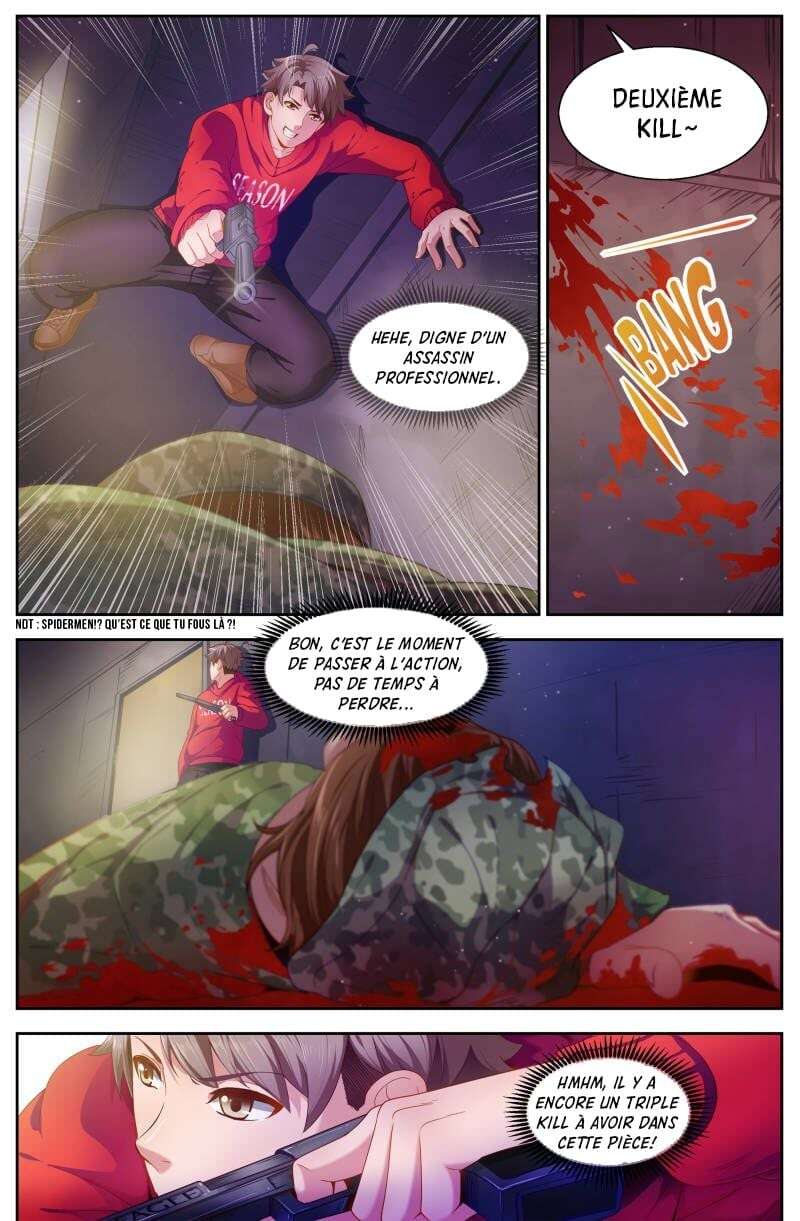 SEASON
HEHE, DIGNE D'UN
ASSASSIN
PROFESSIONNEL.
DEUXIÈME
KILL~
BANG
NDT : SPIDERMEN!? QU'EST CE QUE TU FOUS LÀ ?!
BON, C'EST LE MOMENT
DE PASSER À L'ACTION,
PAS DE TEMPS À
PERDRE...
SEASON
HMHM, IL Y A
ENCORE UN TRIPLE
KILL À AVOIR DANS
CETTE PIÈCE!
EAGLE